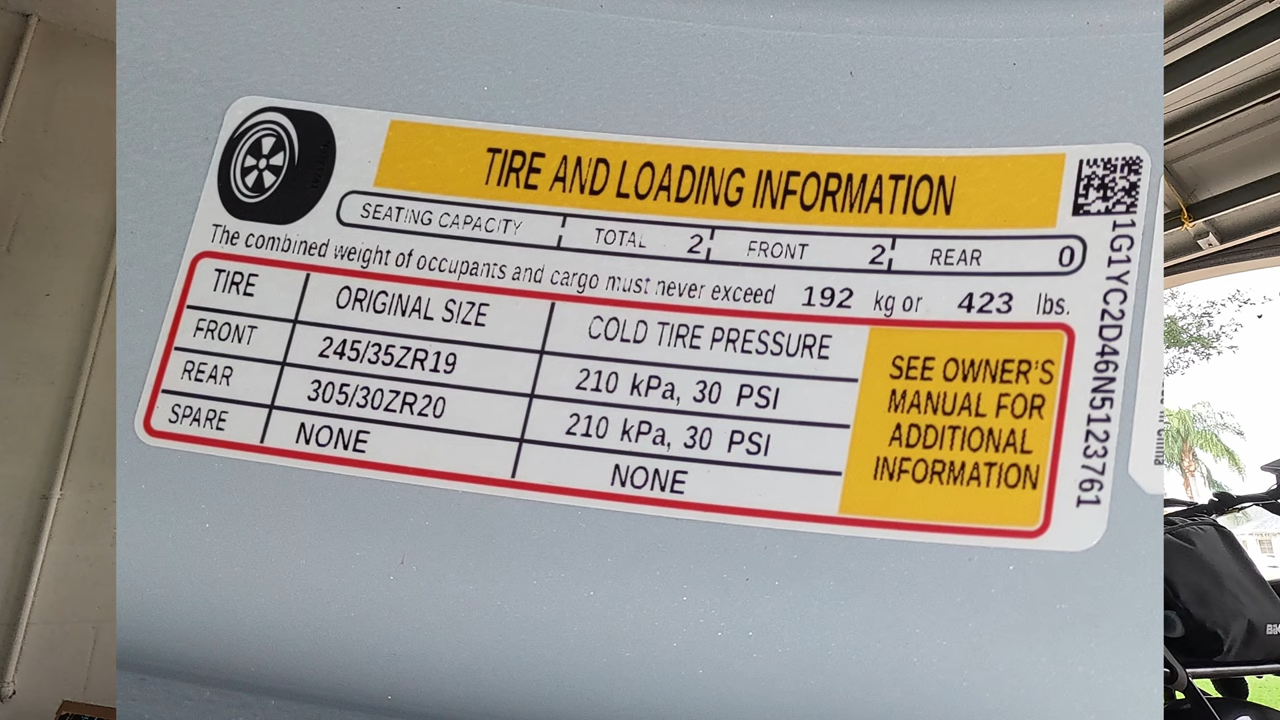 TIRE AND LOADING INFORMATION
SEATING CAPACITY TOTAL 2 FRONT 2 REAR 0
The combined weight of occupants and cargo must never exceed 192 kg or 423 lbs.
TIRE ORIGINAL SIZE COLD TIRE PRESSURE
FRONT 245/35ZR19 210 kPa, 30 PSI
REAR 305/30ZR20 210 kPa, 30 PSI
SPARE NONE NONE
SEE OWNER'S
MANUAL FOR
ADDITIONAL
INFORMATION
1G1YC2D46N5123761